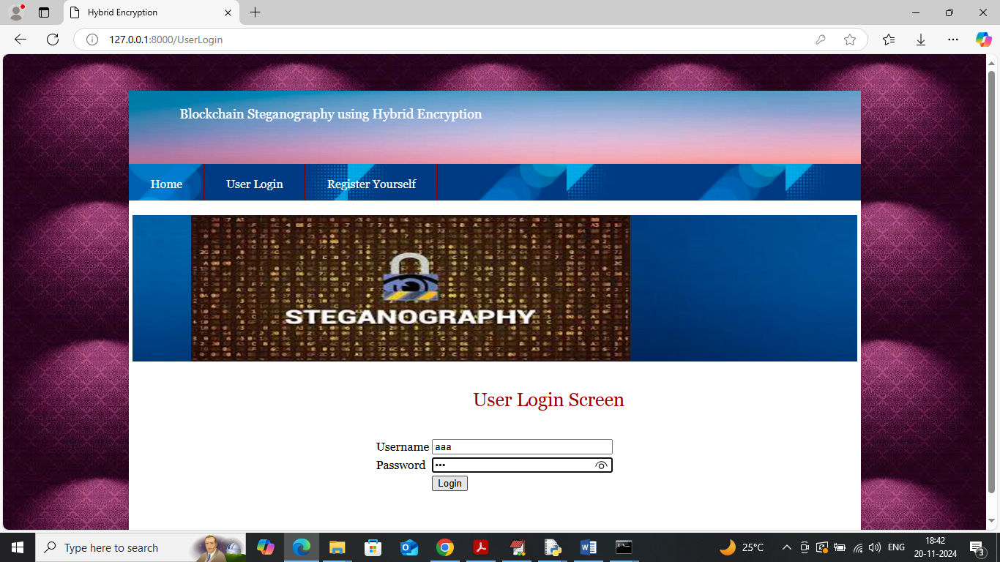 Hybrid Encryption
127.0.0.1:8000/UserLogin
Blockchain Steganography using Hybrid Encryption
Home User Login Register Yourself
STEGANOGRAPHY
User Login Screen
Username aaa
Password •••
Login
Type here to search
25°C
ENG
18:42
20-11-2024
3